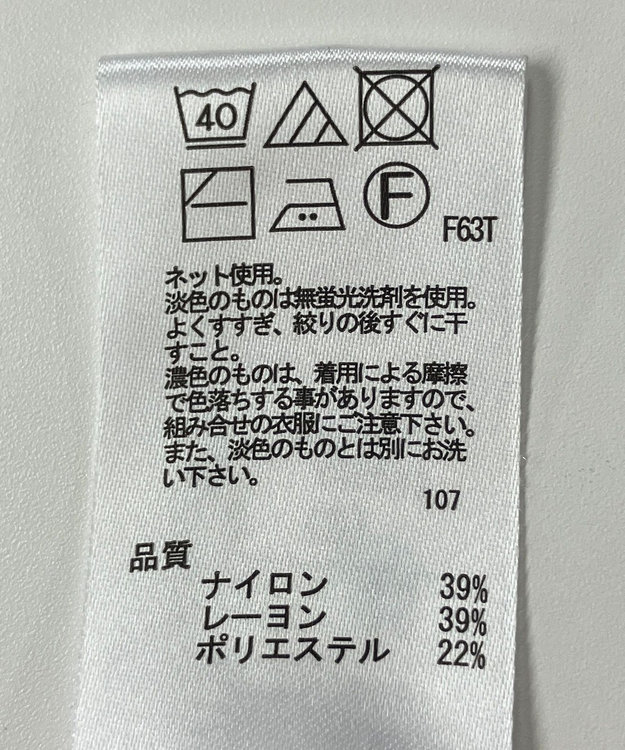 40
F
F63T
ネット使用。
淡色のものは無蛍光洗剤を使用。
よくすすぎ、絞りの後すぐに干
すこと。
濃色のものは、着用による摩擦
で色落ちする事がありますので、
組み合せの衣服にご注意下さい。
また、淡色のものとは別にお洗
い下さい。
107
品質
ナイロン 39%
レーヨン 39%
ポリエステル 22%